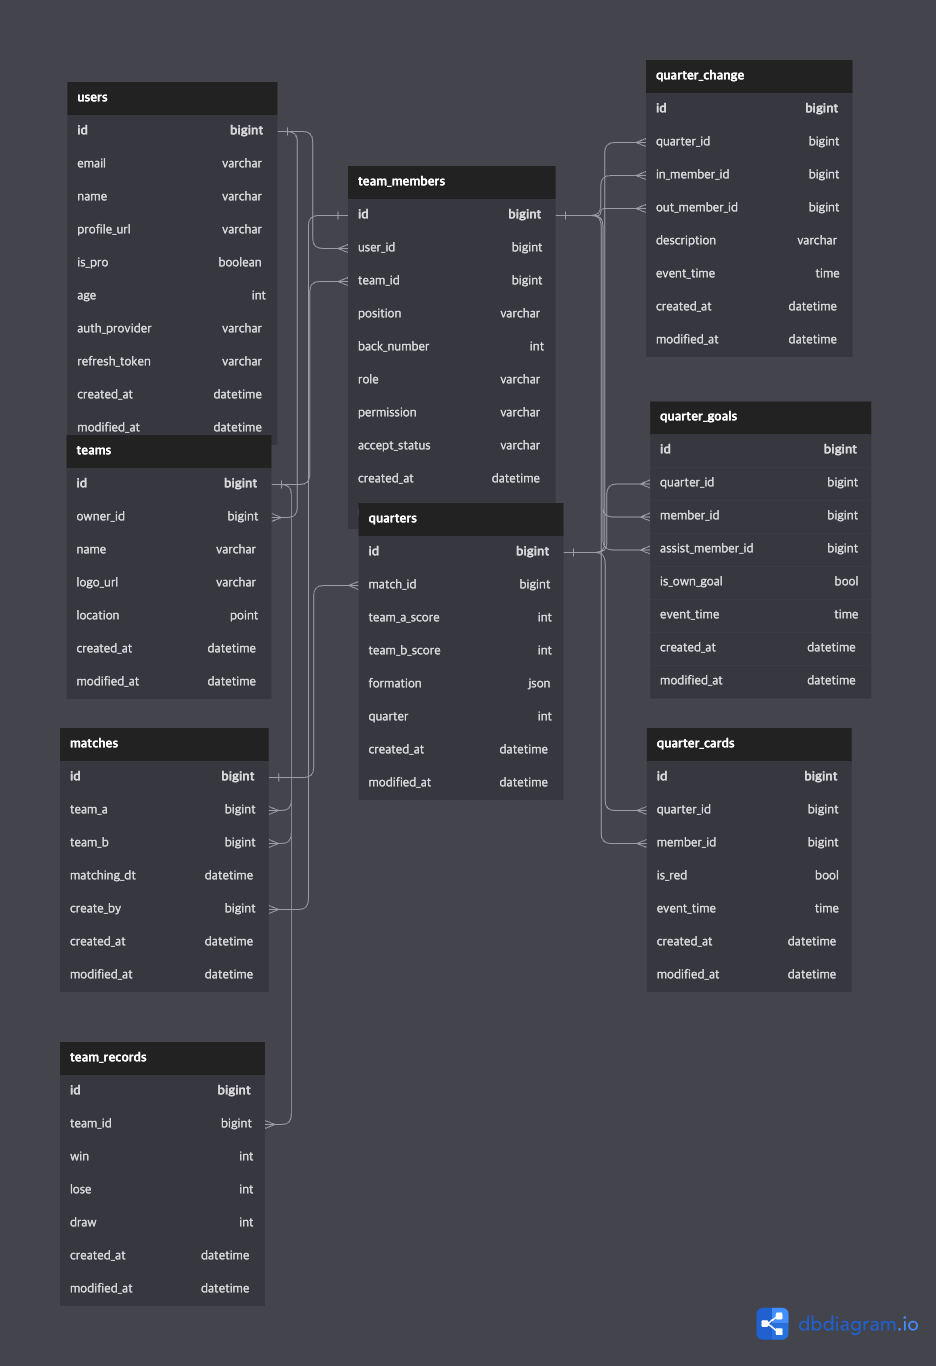 users
id bigint
email varchar
name varchar
profile_url varchar
is_pro boolean
age int
auth_provider varchar
refresh_token varchar
created_at datetime
modified_at datetime
teams
id bigint
owner_id bigint
name varchar
logo_url varchar
location point
created_at datetime
modified_at datetime
matches
id bigint
team_a bigint
team_b bigint
matching_dt datetime
create_by bigint
created_at datetime
modified_at datetime
team_records
id bigint
team_id bigint
win int
lose int
draw int
created_at datetime
modified_at datetime
team_members
id bigint
user_id bigint
team_id bigint
position varchar
back_number int
role varchar
permission varchar
accept_status varchar
created_at datetime
quarters
id bigint
match_id bigint
team_a_score int
team_b_score int
formation json
quarter int
created_at datetime
modified_at datetime
quarter_change
id bigint
quarter_id bigint
in_member_id bigint
out_member_id bigint
description varchar
event_time time
created_at datetime
modified_at datetime
quarter_goals
id bigint
quarter_id bigint
member_id bigint
assist_member_id bigint
is_own_goal bool
event_time time
created_at datetime
modified_at datetime
quarter_cards
id bigint
quarter_id bigint
member_id bigint
is_red bool
event_time time
created_at datetime
modified_at datetime
dbdiagram.io